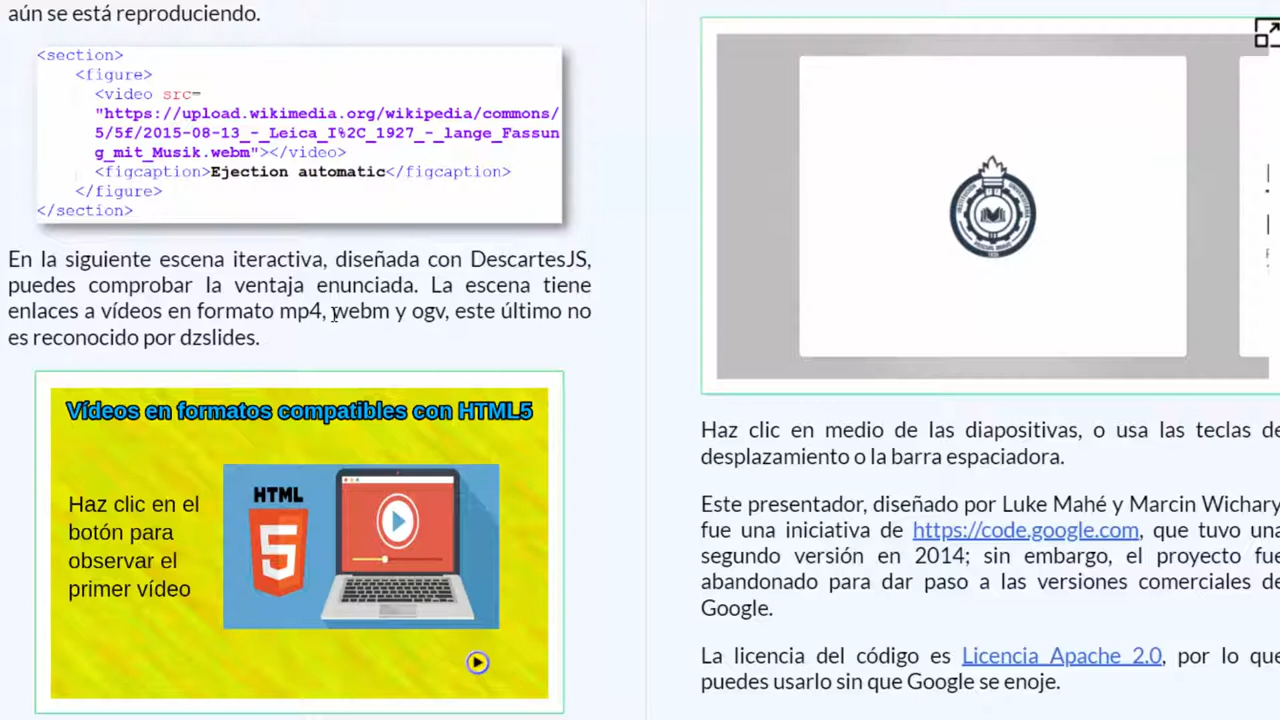 aún se está reproduciendo.
<section>
<figure>
<video src=
"https://upload.wikimedia.org/wikipedia/commons/
5/5f/2015-08-13_-_Leica_I%2C_1927_-_lange_Fassun
g_mit_Musik.webm"></video>
<figcaption>Ejection automatic</figcaption>
</figure>
</section>
En la siguiente escena iteractiva, diseñada con DescartesJS,
puedes comprobar la ventaja enunciada. La escena tiene
enlaces a vídeos en formato mp4, webm y ogv, este último no
es reconocido por dzslides.
Vídeos en formatos compatibles con HTML5
Haz clic en el
botón para
observar el
primer vídeo
HTML
5
Haz clic en medio de las diapositivas, o usa las teclas de
desplazamiento o la barra espaciadora.
Este presentador, diseñado por Luke Mahé y Marcin Wichary
fue una iniciativa de https://code.google.com, que tuvo una
segundo versión en 2014; sin embargo, el proyecto fue
abandonado para dar paso a las versiones comerciales de
Google.
La licencia del código es Licencia Apache 2.0, por lo que
puedes usarlo sin que Google se enoje.